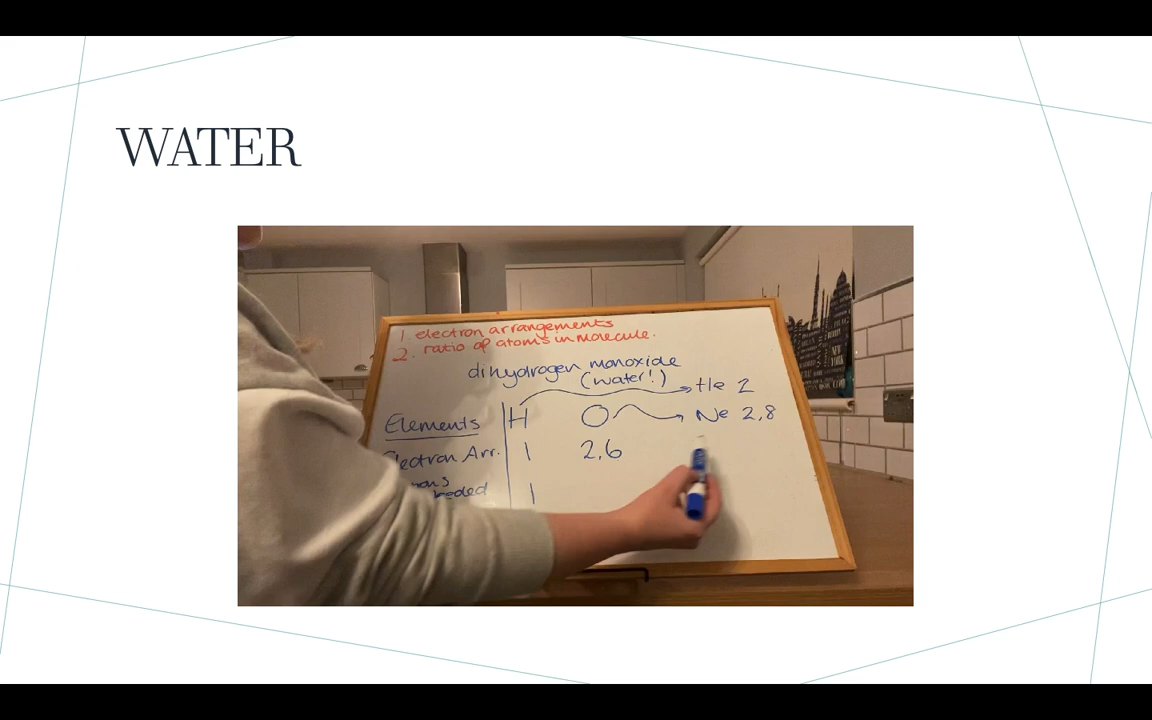 WATER
1 electron arrangements
2. ratio of atoms in molecule.
dihydrogen monoxide
(water!)
He 2
Elements H O Ne 2,8
Electron Arr. 1 2,6
1